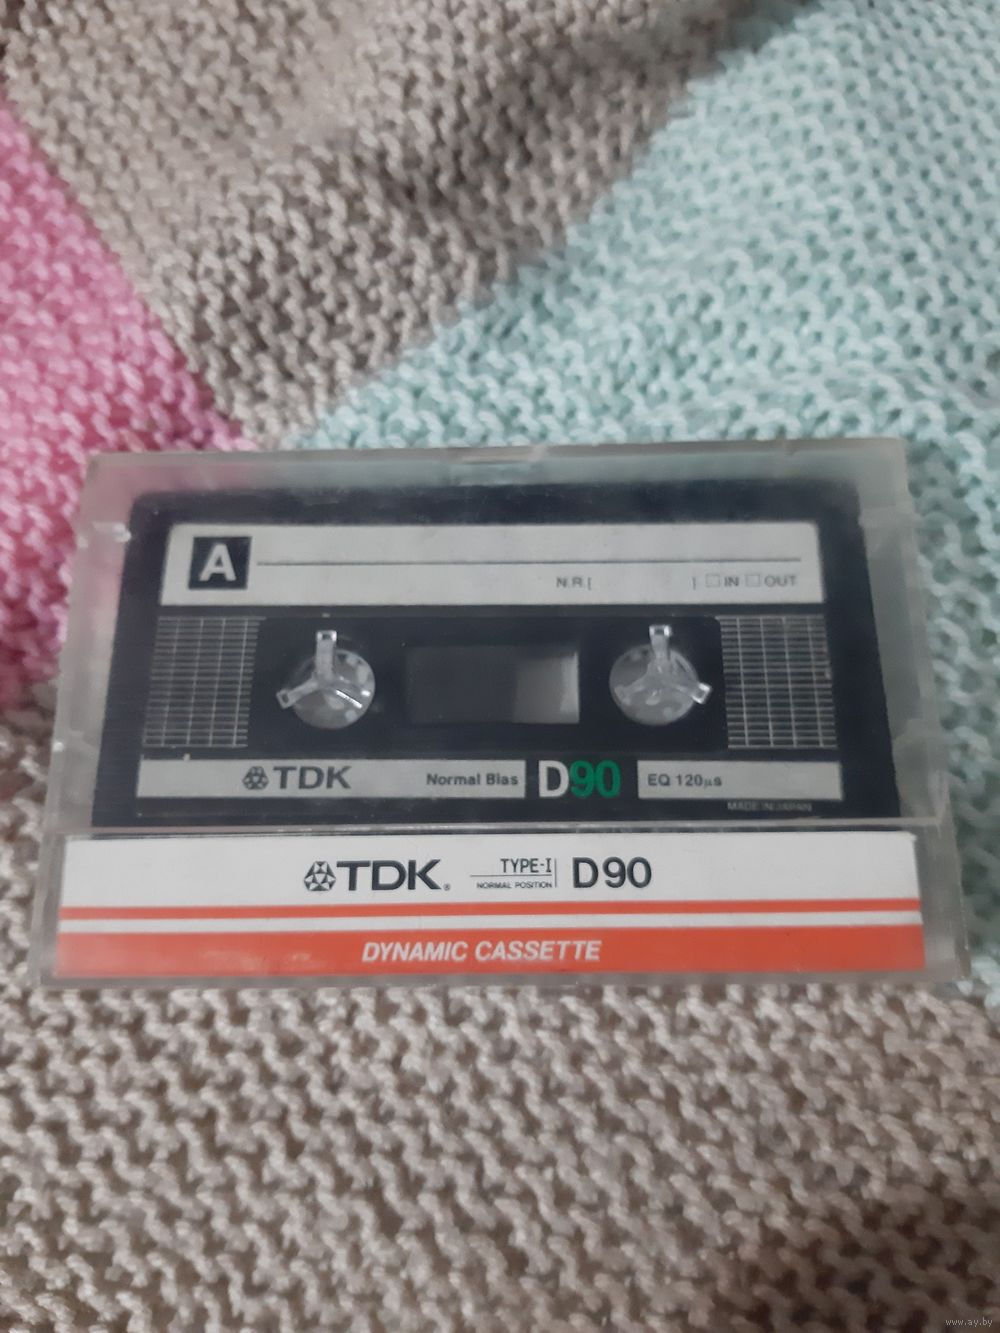 A
N.R.[ ] IN OUT
TDK Normal Bias D90 EQ 120µs
MADE IN JAPAN
TDK® TYPE-I D90
NORMAL POSITION
DYNAMIC CASSETTE
www.ay.by